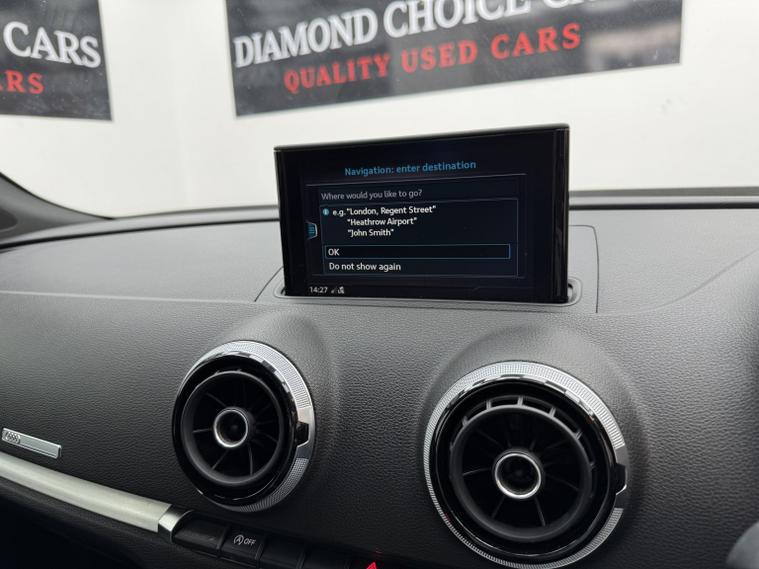 CARS
ARS
DIAMOND CHOICE C
QUALITY USED CARS
Navigation: enter destination
Where would you like to go?
e.g. "London, Regent Street"
"Heathrow Airport"
"John Smith"
OK
Do not show again
14:27
OFF